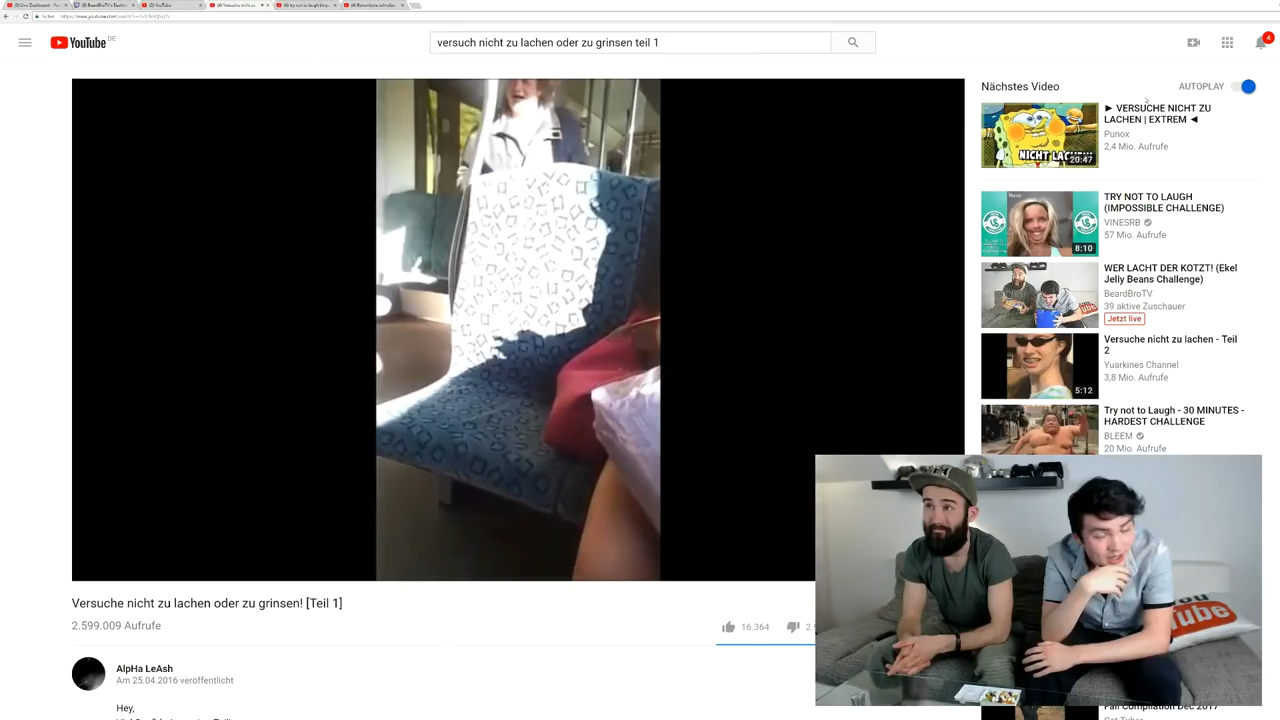 YouTube DE
versuch nicht zu lachen oder zu grinsen teil 1
4
Nächstes Video
AUTOPLAY
► VERSUCHE NICHT ZU
LACHEN | EXTREM ◄
Punox
2,4 Mio. Aufrufe
20:47
TRY NOT TO LAUGH
(IMPOSSIBLE CHALLENGE)
VINESRB
57 Mio. Aufrufe
8:10
WER LACHT DER KOTZT! (Ekel
Jelly Beans Challenge)
BeardBroTV
39 aktive Zuschauer
Jetzt live
Versuche nicht zu lachen - Teil
2
Yuarkines Channel
3,8 Mio. Aufrufe
5:12
Try not to Laugh - 30 MINUTES -
HARDEST CHALLENGE
BLEEM
20 Mio. Aufrufe
Versuche nicht zu lachen oder zu grinsen! [Teil 1]
2.599.009 Aufrufe
16.364
AlpHa LeAsh
Am 25.04.2016 veröffentlicht
Hey,
You
Tube